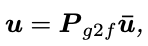 𝒖 = 𝑷_{g2f} 𝒖̄,